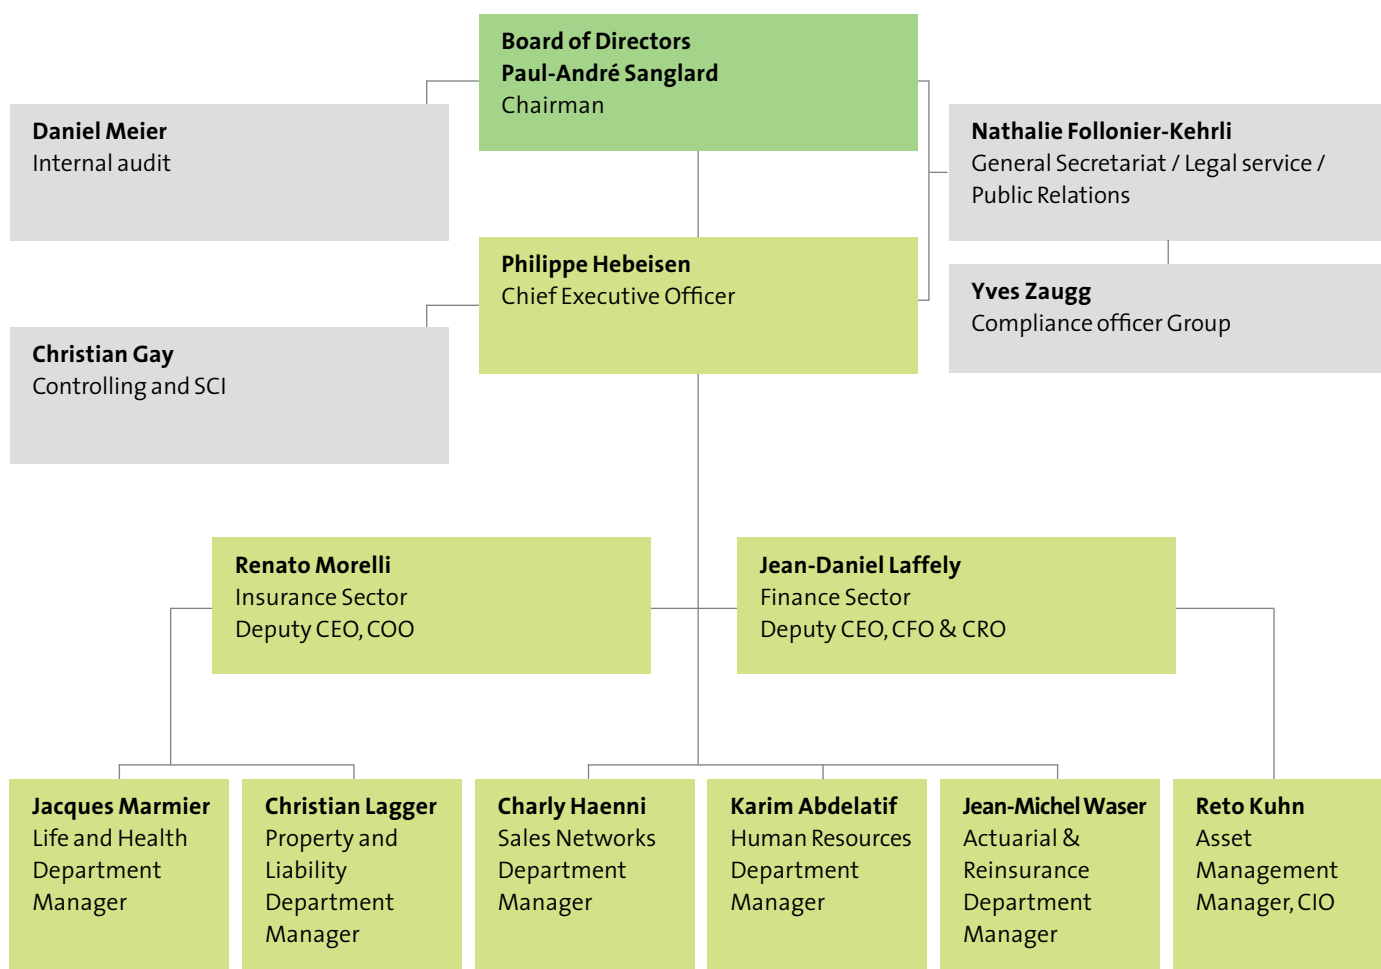 Board of Directors
Paul-André Sanglard
Chairman
Daniel Meier
Internal audit
Nathalie Follonier-Kehrli
General Secretariat / Legal service /
Public Relations
Philippe Hebeisen
Chief Executive Officer
Yves Zaugg
Compliance officer Group
Christian Gay
Controlling and SCI
Renato Morelli
Insurance Sector
Deputy CEO, COO
Jean-Daniel Laffely
Finance Sector
Deputy CEO, CFO & CRO
Jacques Marmier
Life and Health
Department
Manager
Christian Lagger
Property and
Liability
Department
Manager
Charly Haenni
Sales Networks
Department
Manager
Karim Abdelatif
Human Resources
Department
Manager
Jean-Michel Waser
Actuarial &
Reinsurance
Department
Manager
Reto Kuhn
Asset
Management
Manager, CIO